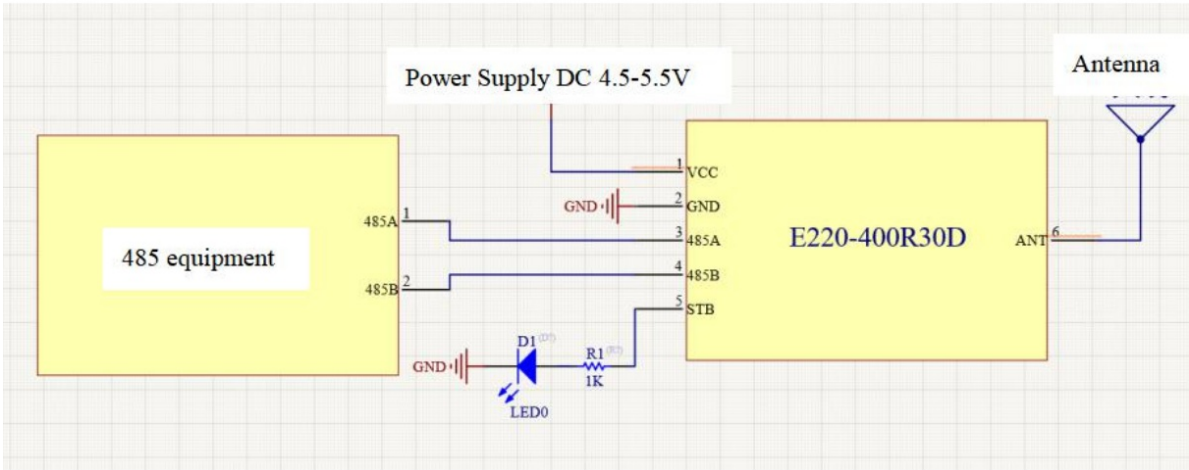 Power Supply DC 4.5-5.5V
Antenna
485 equipment
485A 1
485B 2
1 VCC
GND
2 GND
3 485A
4 485B
5 STB
E220-400R30D
ANT 6
GND
D1
R1
1K
LED0